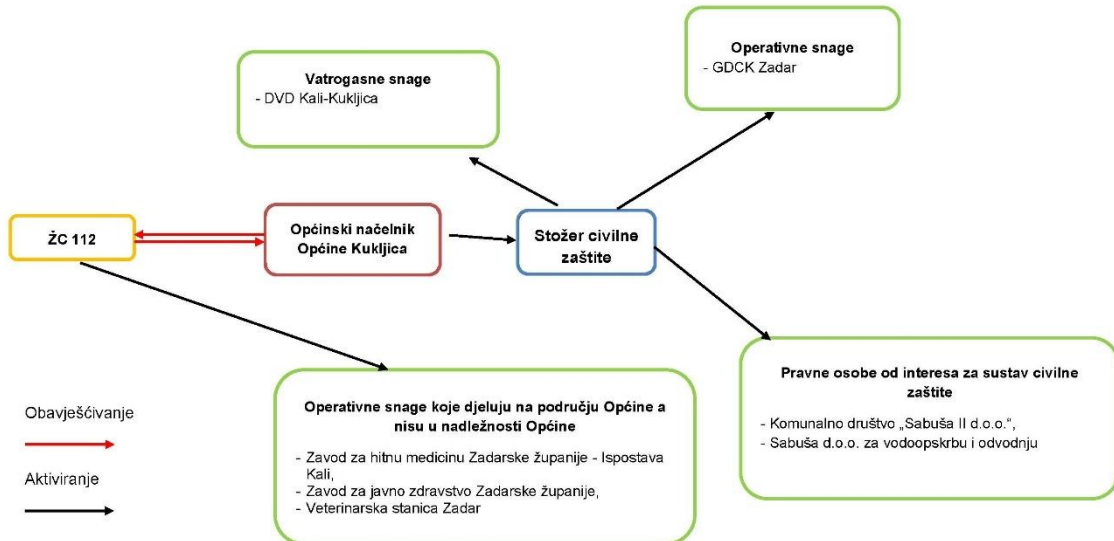 Operativne snage
- GDCK Zadar
Vatrogasne snage
- DVD Kali-Kukljica
ŽC 112
Općinski načelnik
Općine Kukljica
Stožer civilne
zaštite
Pravne osobe od interesa za sustav civilne
zaštite
- Komunalno društvo „Sabuša II d.o.o.“,
- Sabuša d.o.o. za vodoopskrbu i odvodnju
Operativne snage koje djeluju na području Općine a
nisu u nadležnosti Općine
- Zavod za hitnu medicinu Zadarske županije - Ispostava
Kali,
- Zavod za javno zdravstvo Zadarske županije,
- Veterinarska stanica Zadar
Obavješćivanje
Aktiviranje